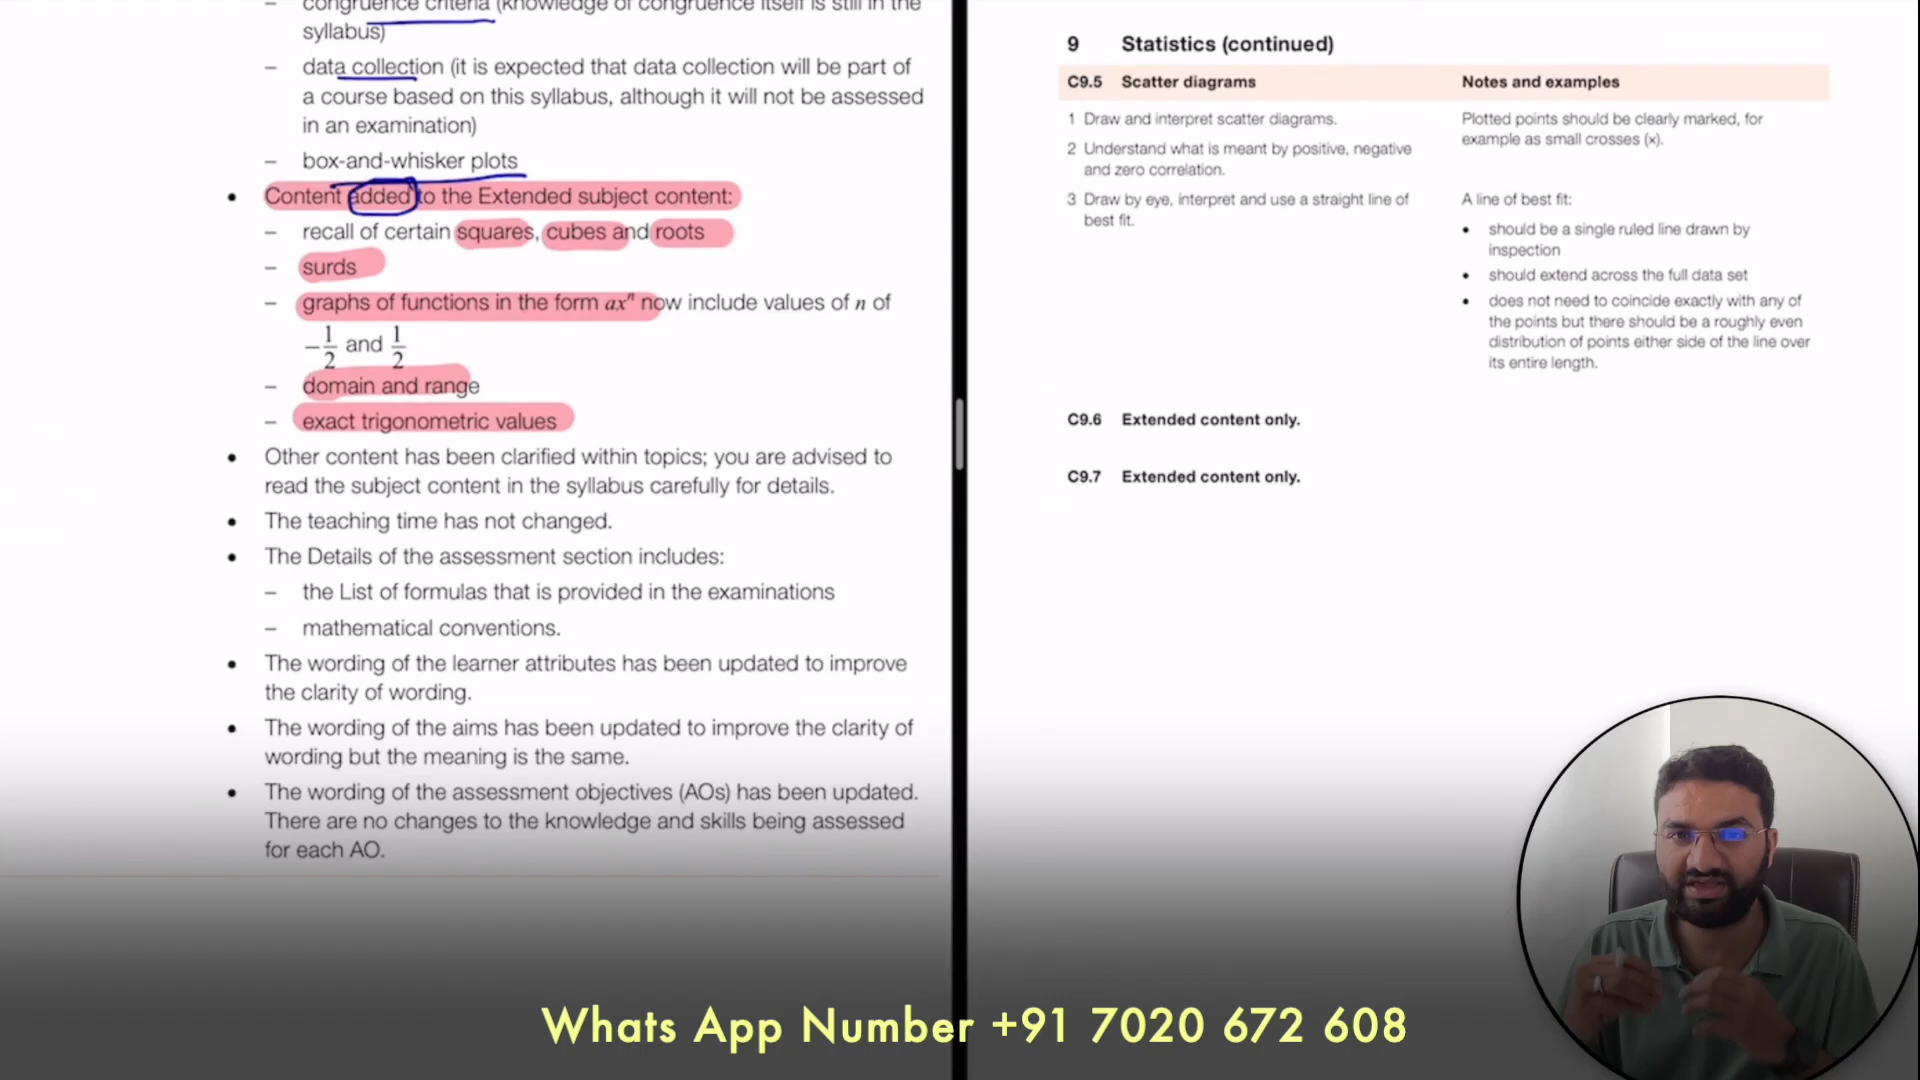 – congruence criteria (knowledge of congruence itself is still in the
syllabus)
– data collection (it is expected that data collection will be part of
a course based on this syllabus, although it will not be assessed
in an examination)
– box-and-whisker plots
• Content added to the Extended subject content:
– recall of certain squares, cubes and roots
– surds
– graphs of functions in the form axⁿ now include values of n of
−1/2 and 1/2
– domain and range
– exact trigonometric values
• Other content has been clarified within topics; you are advised to
read the subject content in the syllabus carefully for details.
• The teaching time has not changed.
• The Details of the assessment section includes:
– the List of formulas that is provided in the examinations
– mathematical conventions.
• The wording of the learner attributes has been updated to improve
the clarity of wording.
• The wording of the aims has been updated to improve the clarity of
wording but the meaning is the same.
• The wording of the assessment objectives (AOs) has been updated.
There are no changes to the knowledge and skills being assessed
for each AO.
9 Statistics (continued)
C9.5 Scatter diagrams Notes and examples
1 Draw and interpret scatter diagrams.
2 Understand what is meant by positive, negative
and zero correlation.
3 Draw by eye, interpret and use a straight line of
best fit.
Plotted points should be clearly marked, for
example as small crosses (×).
A line of best fit:
• should be a single ruled line drawn by
inspection
• should extend across the full data set
• does not need to coincide exactly with any of
the points but there should be a roughly even
distribution of points either side of the line over
its entire length.
C9.6 Extended content only.
C9.7 Extended content only.
Whats App Number +91 7020 672 608